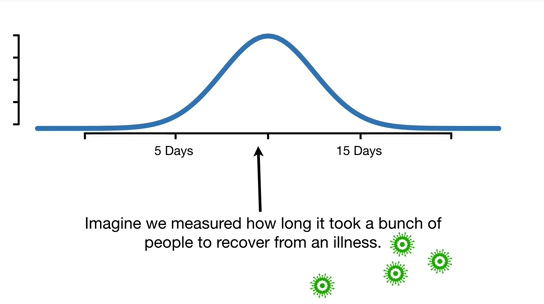 5 Days
15 Days
Imagine we measured how long it took a bunch of
people to recover from an illness.